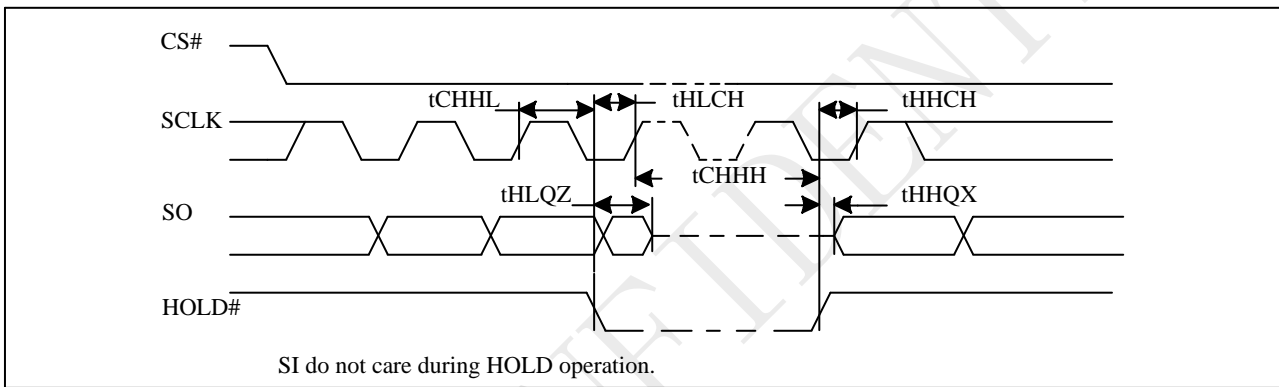 CS#
tCHHL
tHLCH
tHHCH
SCLK
tCHHH
tHLQZ
tHHQX
SO
HOLD#
SI do not care during HOLD operation.